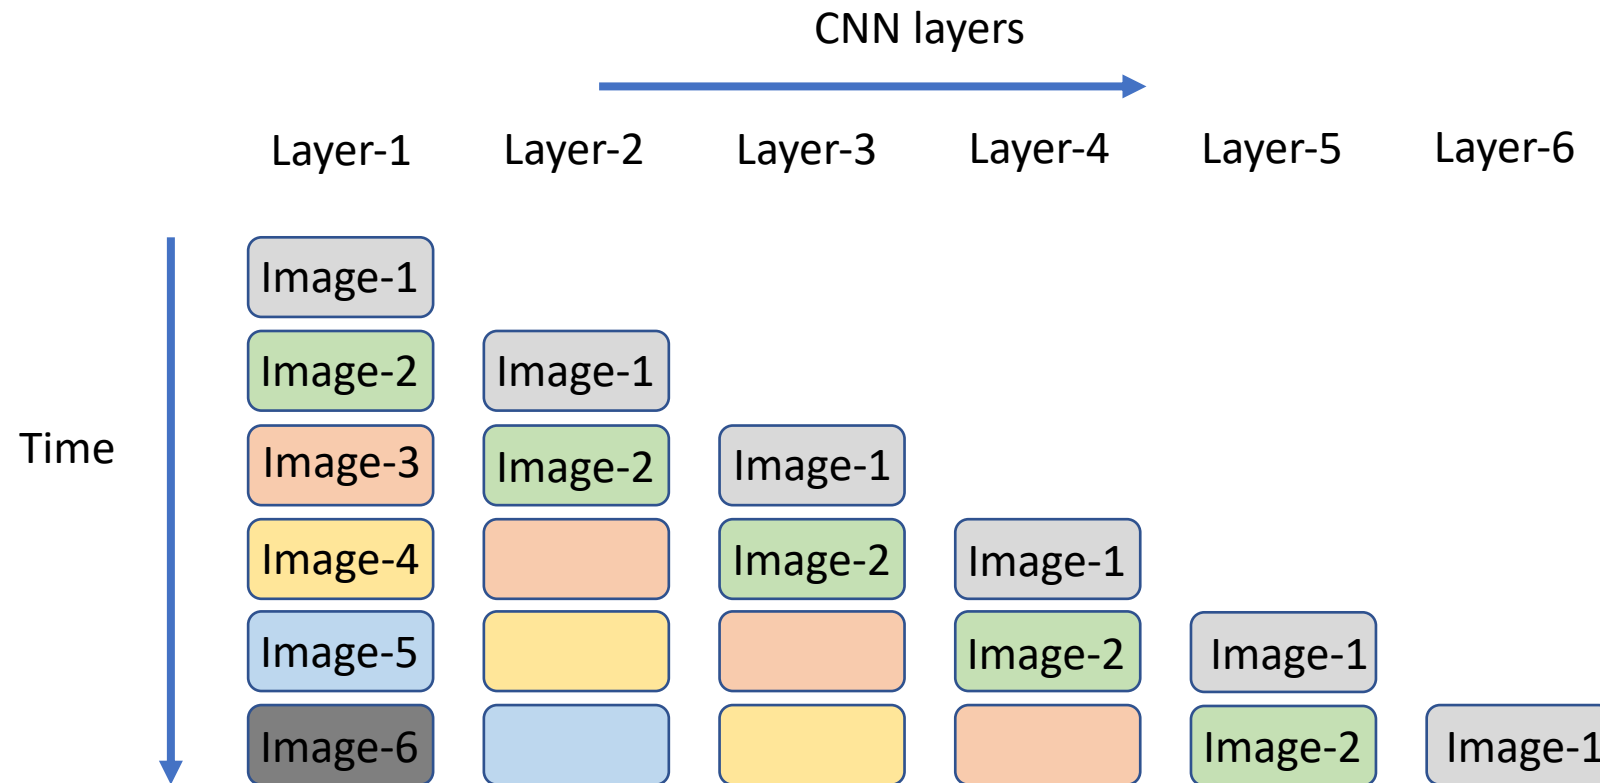 CNN layers
Layer-1 Layer-2 Layer-3 Layer-4 Layer-5 Layer-6
Image-1
Image-2 Image-1
Time
Image-3 Image-2 Image-1
Image-4 Image-2 Image-1
Image-5 Image-2 Image-1
Image-6 Image-2 Image-1